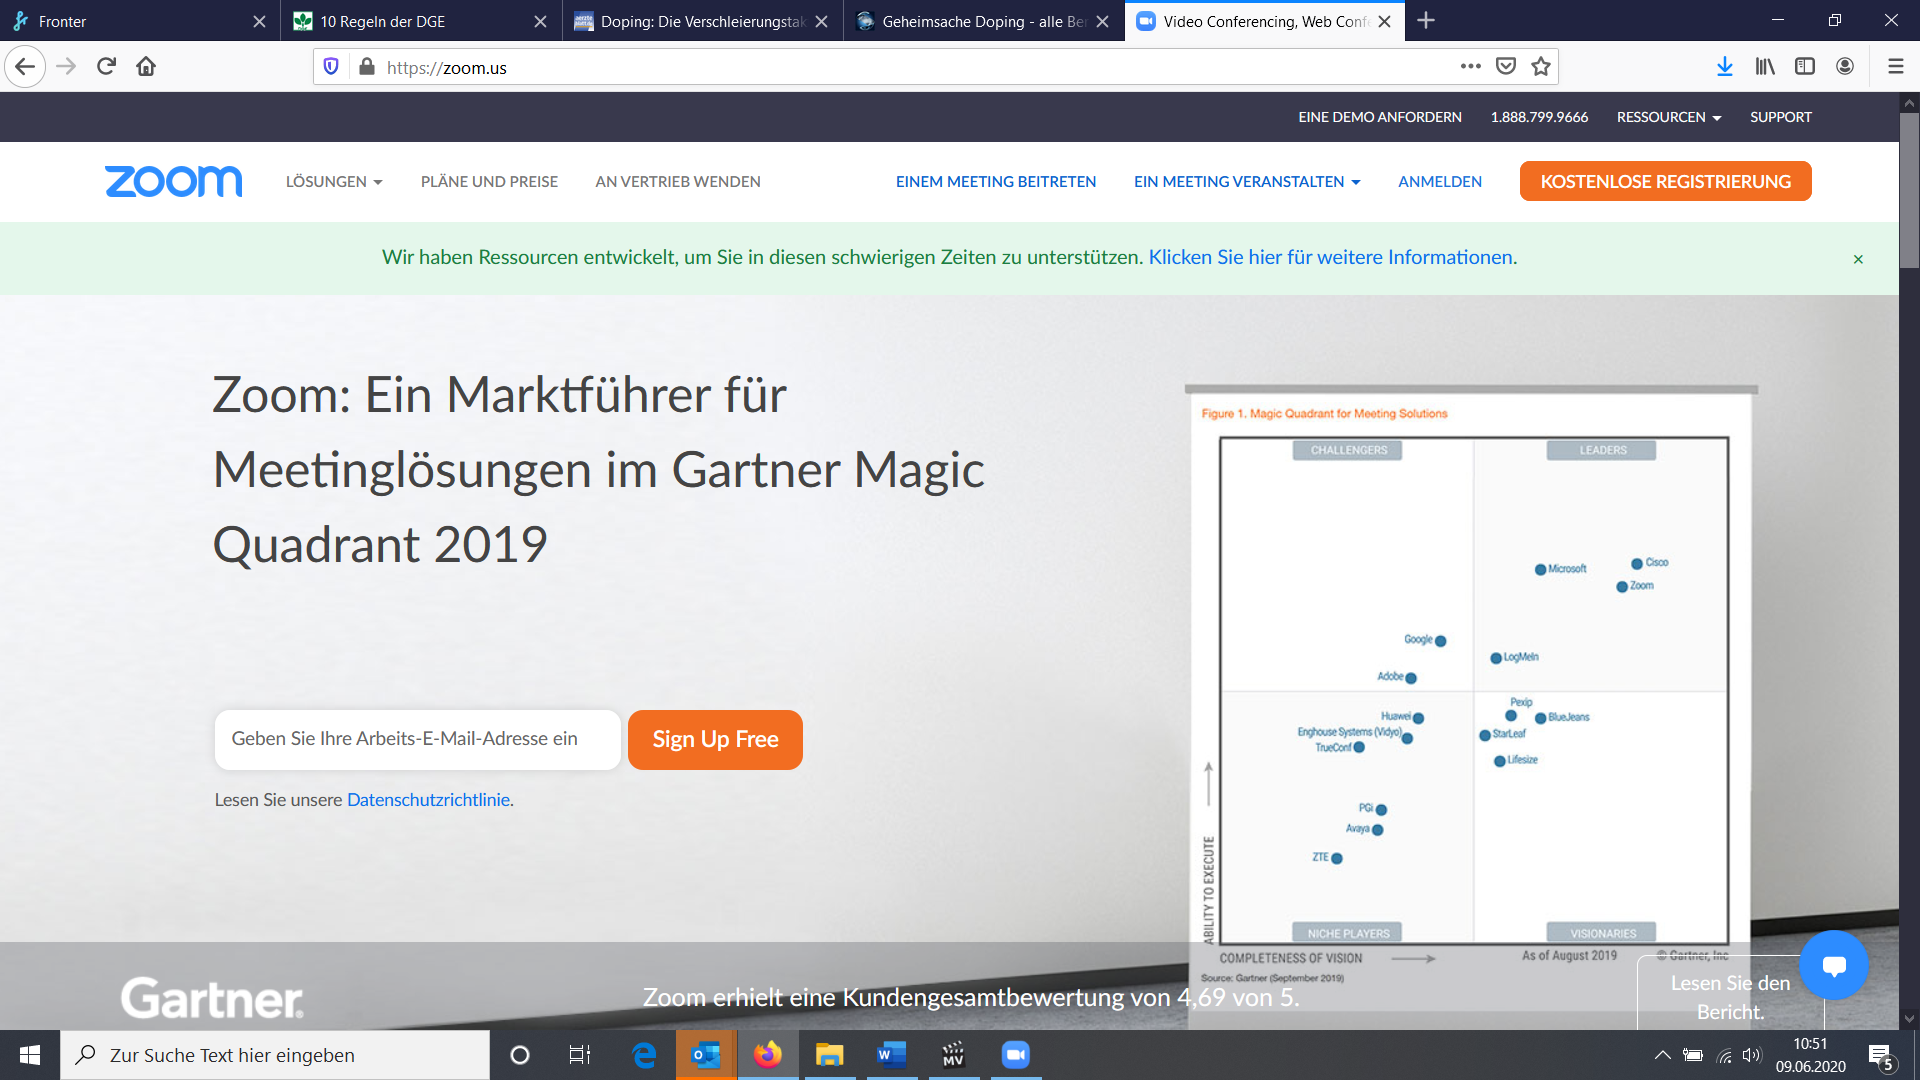 Frontier
10 Regeln der DGE
Doping: Die Verschleierungstak
Geheimsache Doping - alle Ber
Video Conferencing, Web Confe
https://zoom.us
EINE DEMO ANFORDERN
1.888.799.9666
RESSOURCEN
SUPPORT
zoom
LÖSUNGEN
PLÄNE UND PREISE
AN VERTRIEB WENDEN
EINEM MEETING BEITRETEN
EIN MEETING VERANSTALTEN
ANMELDEN
KOSTENLOSE REGISTRIERUNG
Wir haben Ressourcen entwickelt, um Sie in diesen schwierigen Zeiten zu unterstützen. Klicken Sie hier für weitere Informationen.
Zoom: Ein Marktführer für
Meetinglösungen im Gartner Magic
Quadrant 2019
Geben Sie Ihre Arbeits-E-Mail-Adresse ein
Sign Up Free
Lesen Sie unsere Datenschutzrichtlinie.
Figure 1. Magic Quadrant for Meeting Solutions
CHALLENGERS
LEADERS
Microsoft
Cisco
Zoom
Google
LogMeIn
Adobe
Pexip
Huawei
BlueJeans
Enghouse Systems (Vidyo)
StarLeaf
TrueConf
Lifesize
PGi
Avaya
ZTE
ABILITY TO EXECUTE
NICHE PLAYERS
VISIONARIES
COMPLETENESS OF VISION
As of August 2019
© Gartner, Inc
Source: Gartner (September 2019)
Gartner.
Zoom erhielt eine Kundengesamtbewertung von 4,69 von 5.
Lesen Sie den
Bericht.
Zur Suche Text hier eingeben
MV
10:51
09.06.2020
5